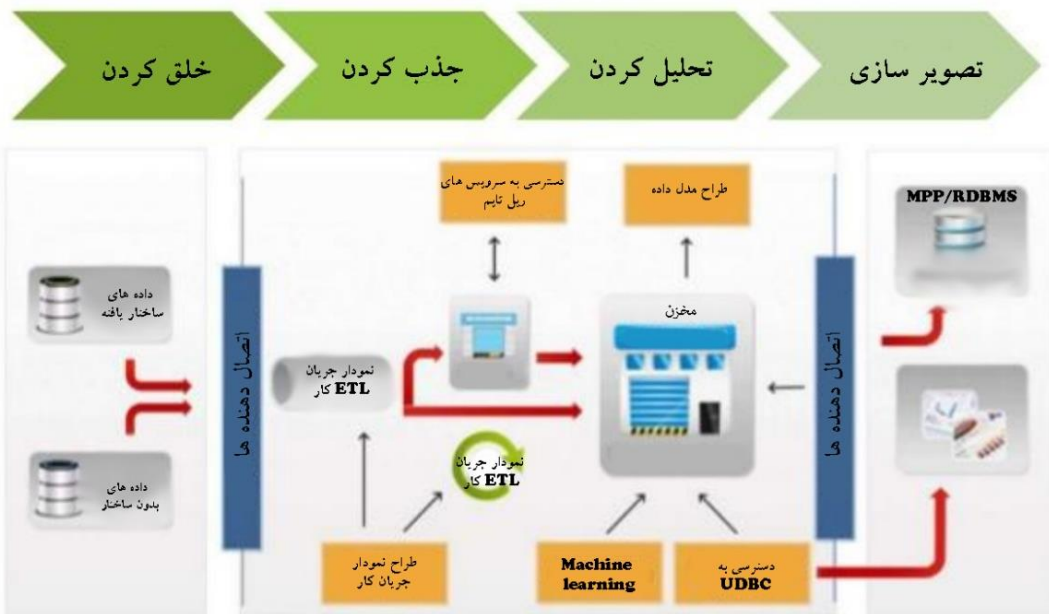 خلق کردن
جذب کردن
تحلیل کردن
تصویر سازی
داده های
ساختار یافته
داده های
بدون ساختار
اتصال دهنده ها
دسترسی به سرویس های
ریل تایم
طراح مدل داده
نمودار جریان
کار ETL
مخزن
نمودار جریان
کار ETL
طراح نمودار
جریان کار
Machine
learning
دسترسی به
UDBC
اتصال دهنده ها
MPP/RDBMS